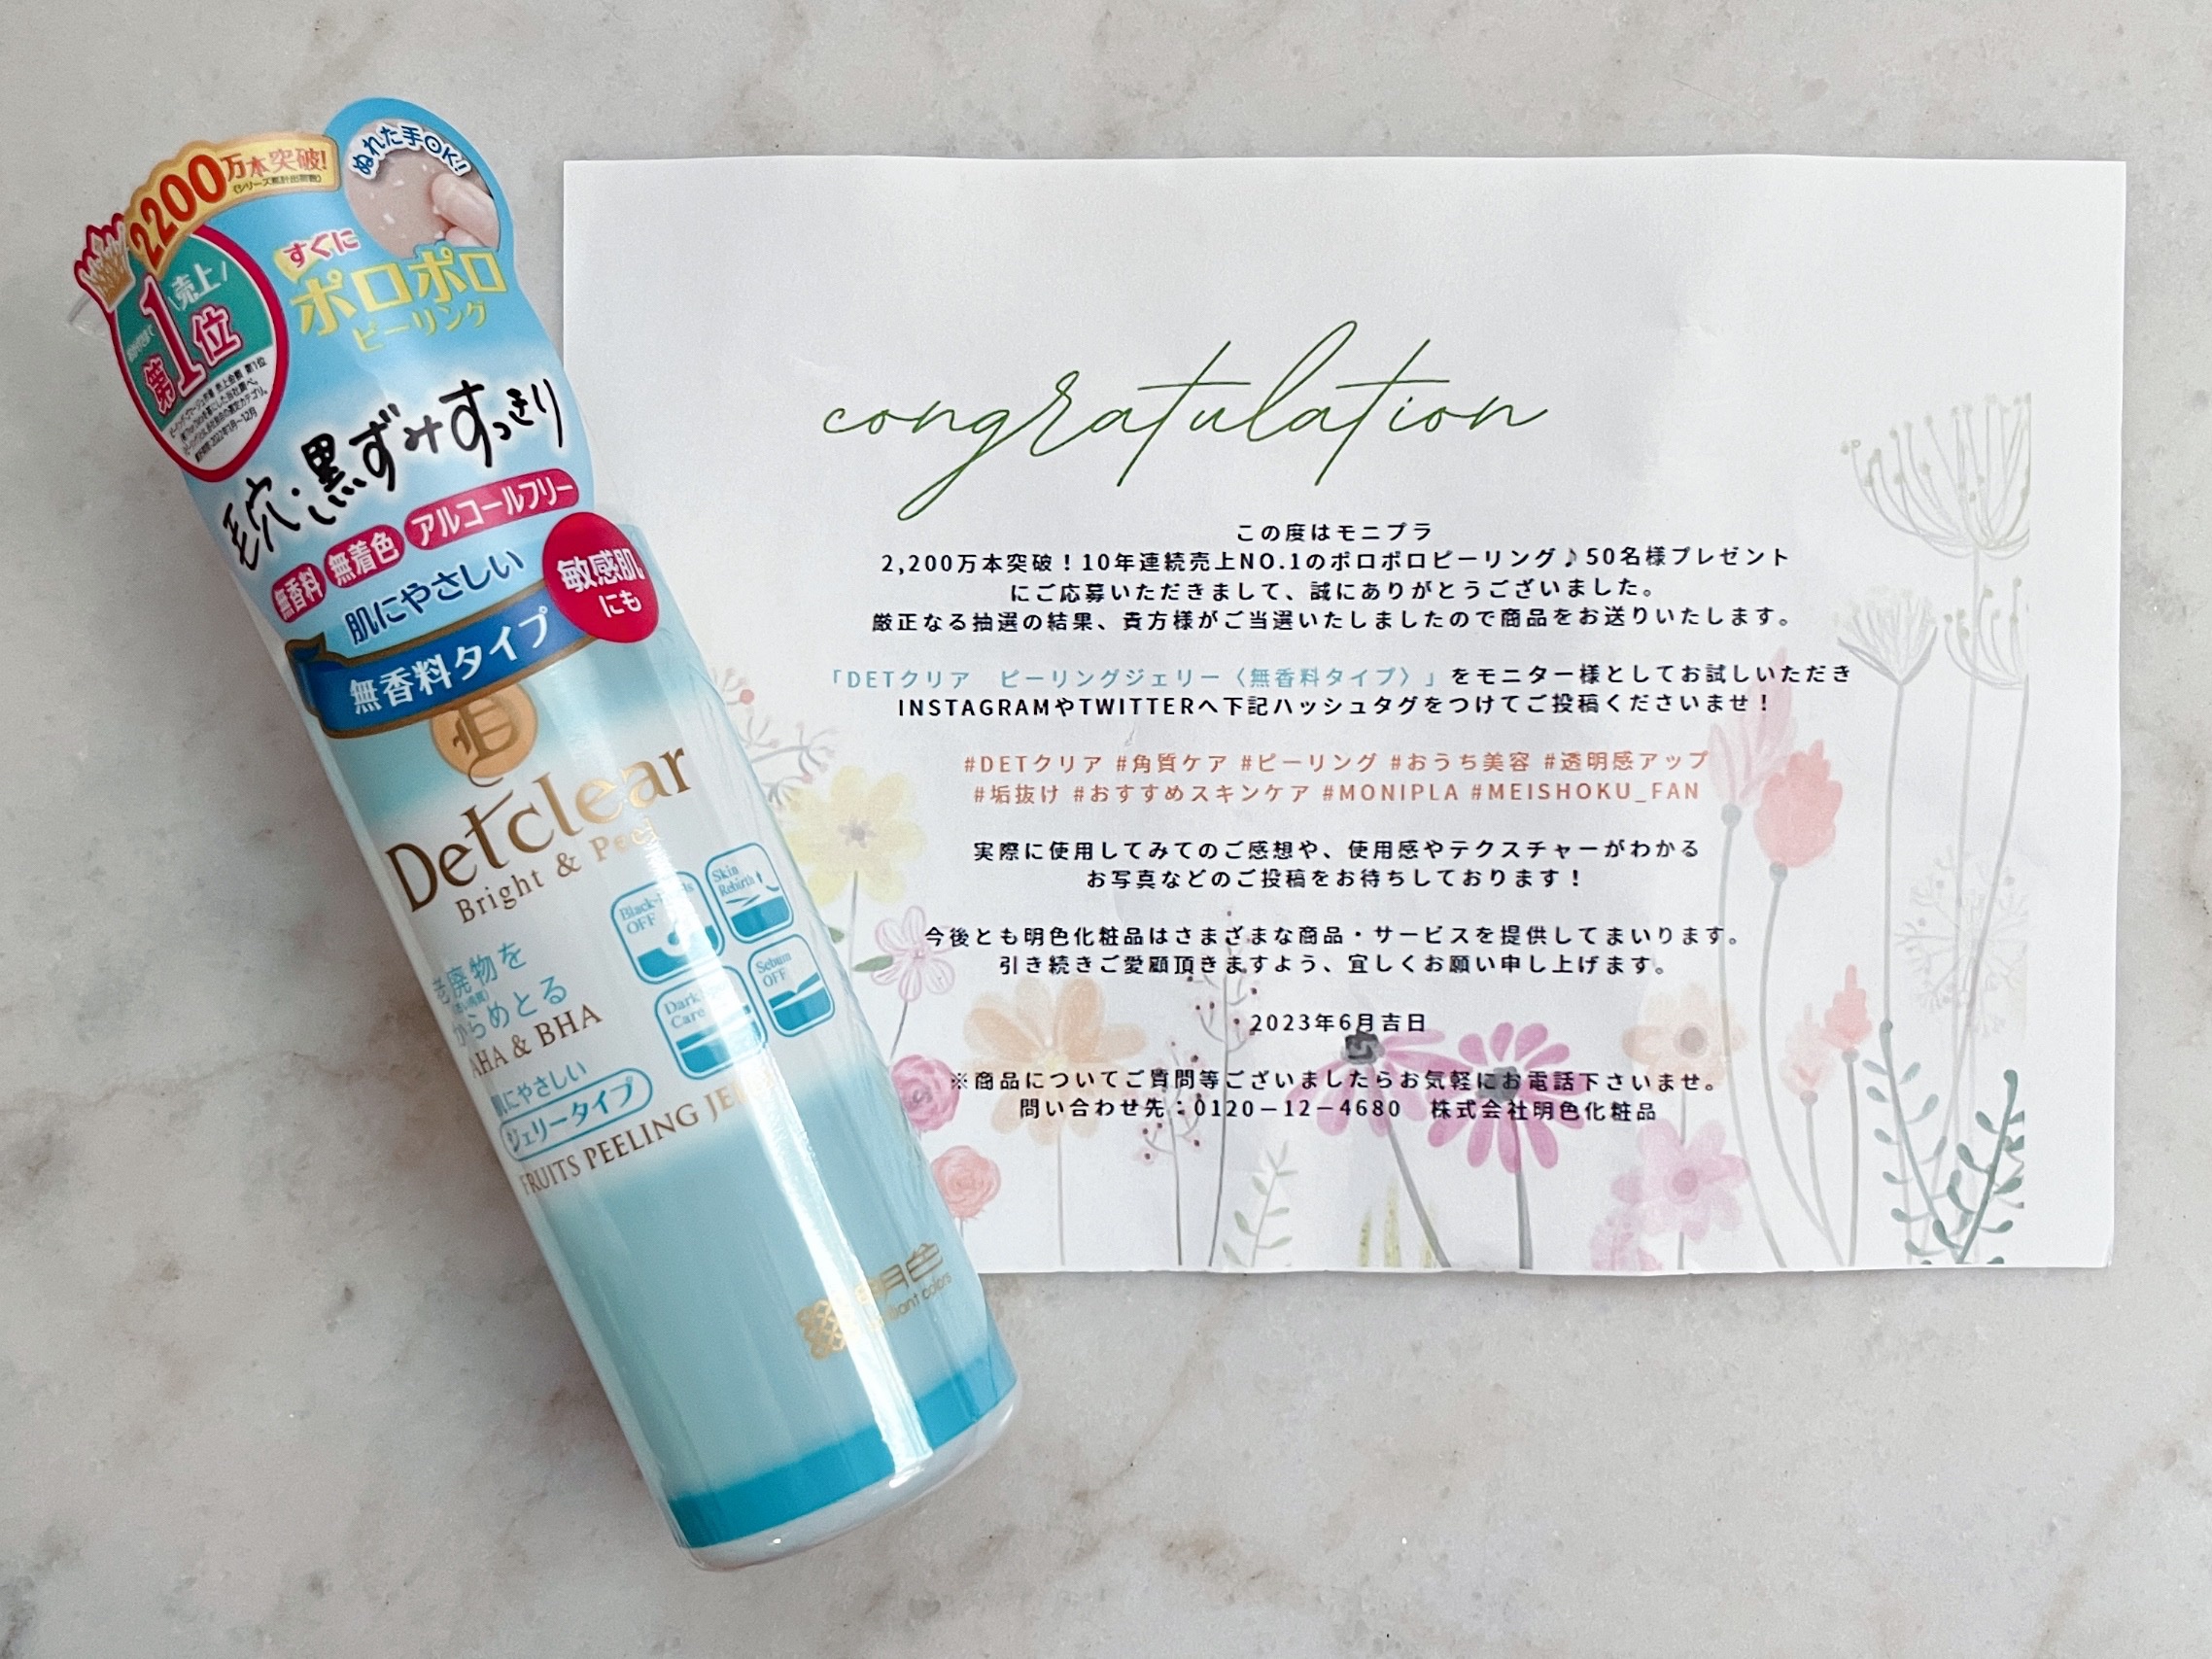 2200万本突破!
(シリーズ累計出荷数)
ぬれた手OK!!
売上
第1位
すぐに
ポロポロ
ピーリング
毛穴・黒ずみすっきり
無香料 無着色 アルコールフリー
肌にやさしい
敏感肌
にも
無香料タイプ
Detclear
Bright & Peel
Skin
Rebirth
OFF
Sebum
OFF
Dark
Care
老廃物を
からめとる
AHA & BHA
肌にやさしい
ジェリータイプ
FRUITS PEELING
明色
congratulation
この度はモニプラ
2,200万本突破！10年連続売上NO.1のポロポロピーリング♪50名様プレゼント
にご応募いただきまして、誠にありがとうございました。
厳正なる抽選の結果、貴方様がご当選いたしましたので商品をお送りいたします。
「DETクリア　ピーリングジェリー〈無香料タイプ〉」をモニター様としてお試しいただき
INSTAGRAMやTWITTERへ下記ハッシュタグをつけてご投稿くださいませ！
#DETクリア #角質ケア #ピーリング #おうち美容 #透明感アップ
#垢抜け #おすすめスキンケア #MONIPLA #MEISHOKU_FAN
実際に使用してみてのご感想や、使用感やテクスチャーがわかる
お写真などのご投稿をお待ちしております！
今後とも明色化粧品はさまざまな商品・サービスを提供してまいります。
引き続きご愛顧頂きますよう、宜しくお願い申し上げます。
2023年6月吉日
※商品についてご質問等ございましたらお気軽にお電話下さいませ。
問い合わせ先：0120－12－4680　株式会社明色化粧品